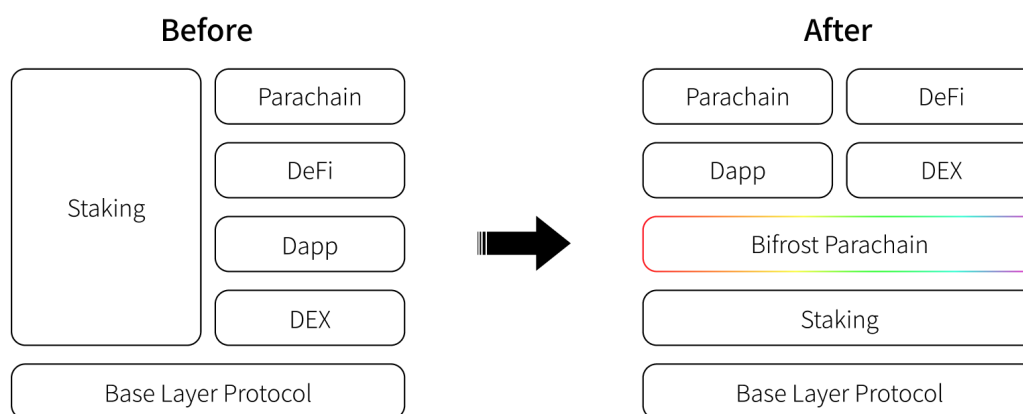 Before
Staking
Parachain
DeFi
Dapp
DEX
Base Layer Protocol
After
Parachain
DeFi
Dapp
DEX
Bifrost Parachain
Staking
Base Layer Protocol